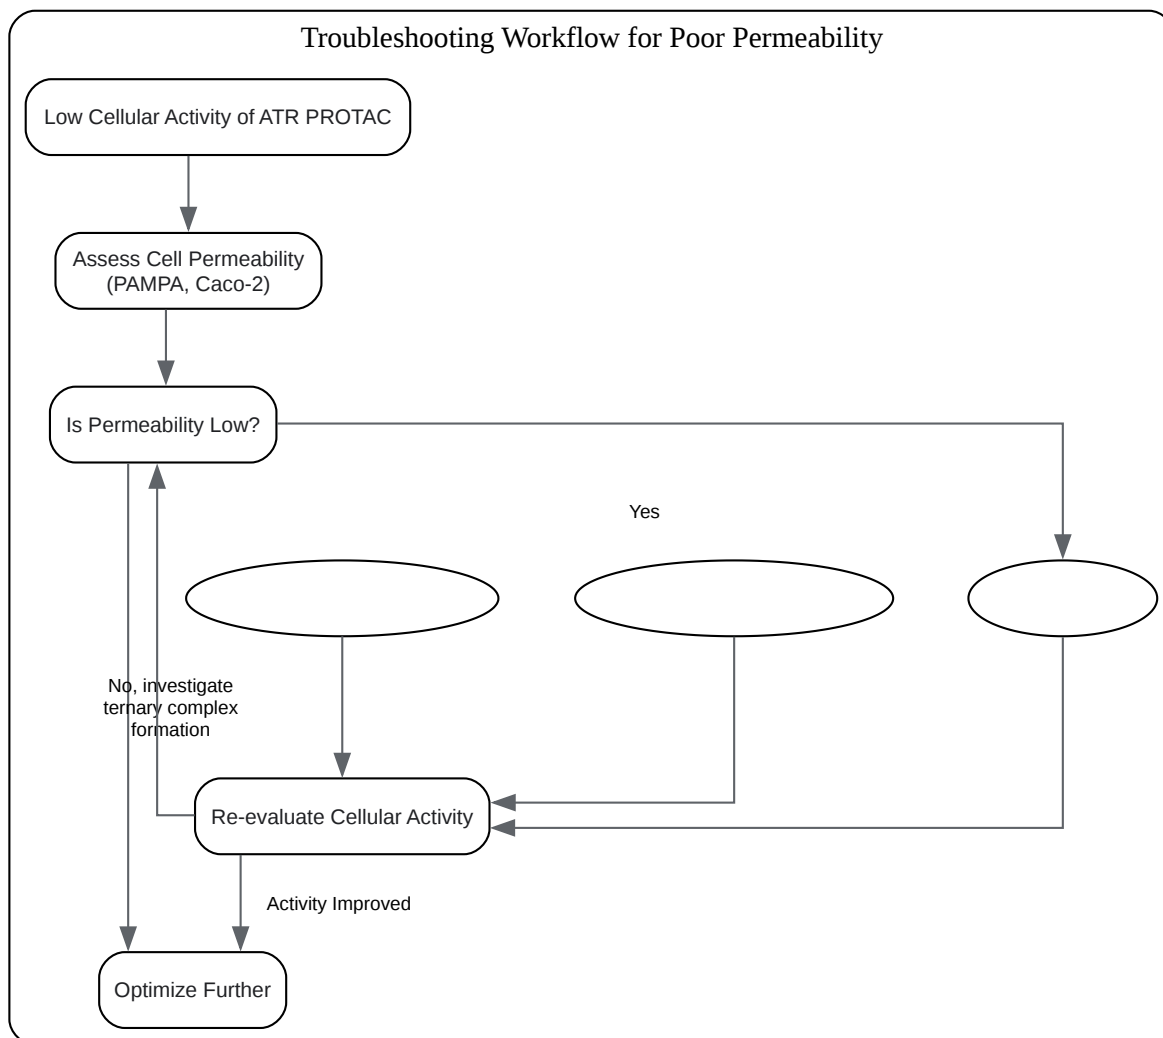 Troubleshooting Workflow for Poor Permeability
Low Cellular Activity of ATR PROTAC
Assess Cell Permeability
(PAMPA, Caco-2)
Is Permeability Low?
Yes
No, investigate
ternary complex
formation
Re-evaluate Cellular Activity
Activity Improved
Optimize Further